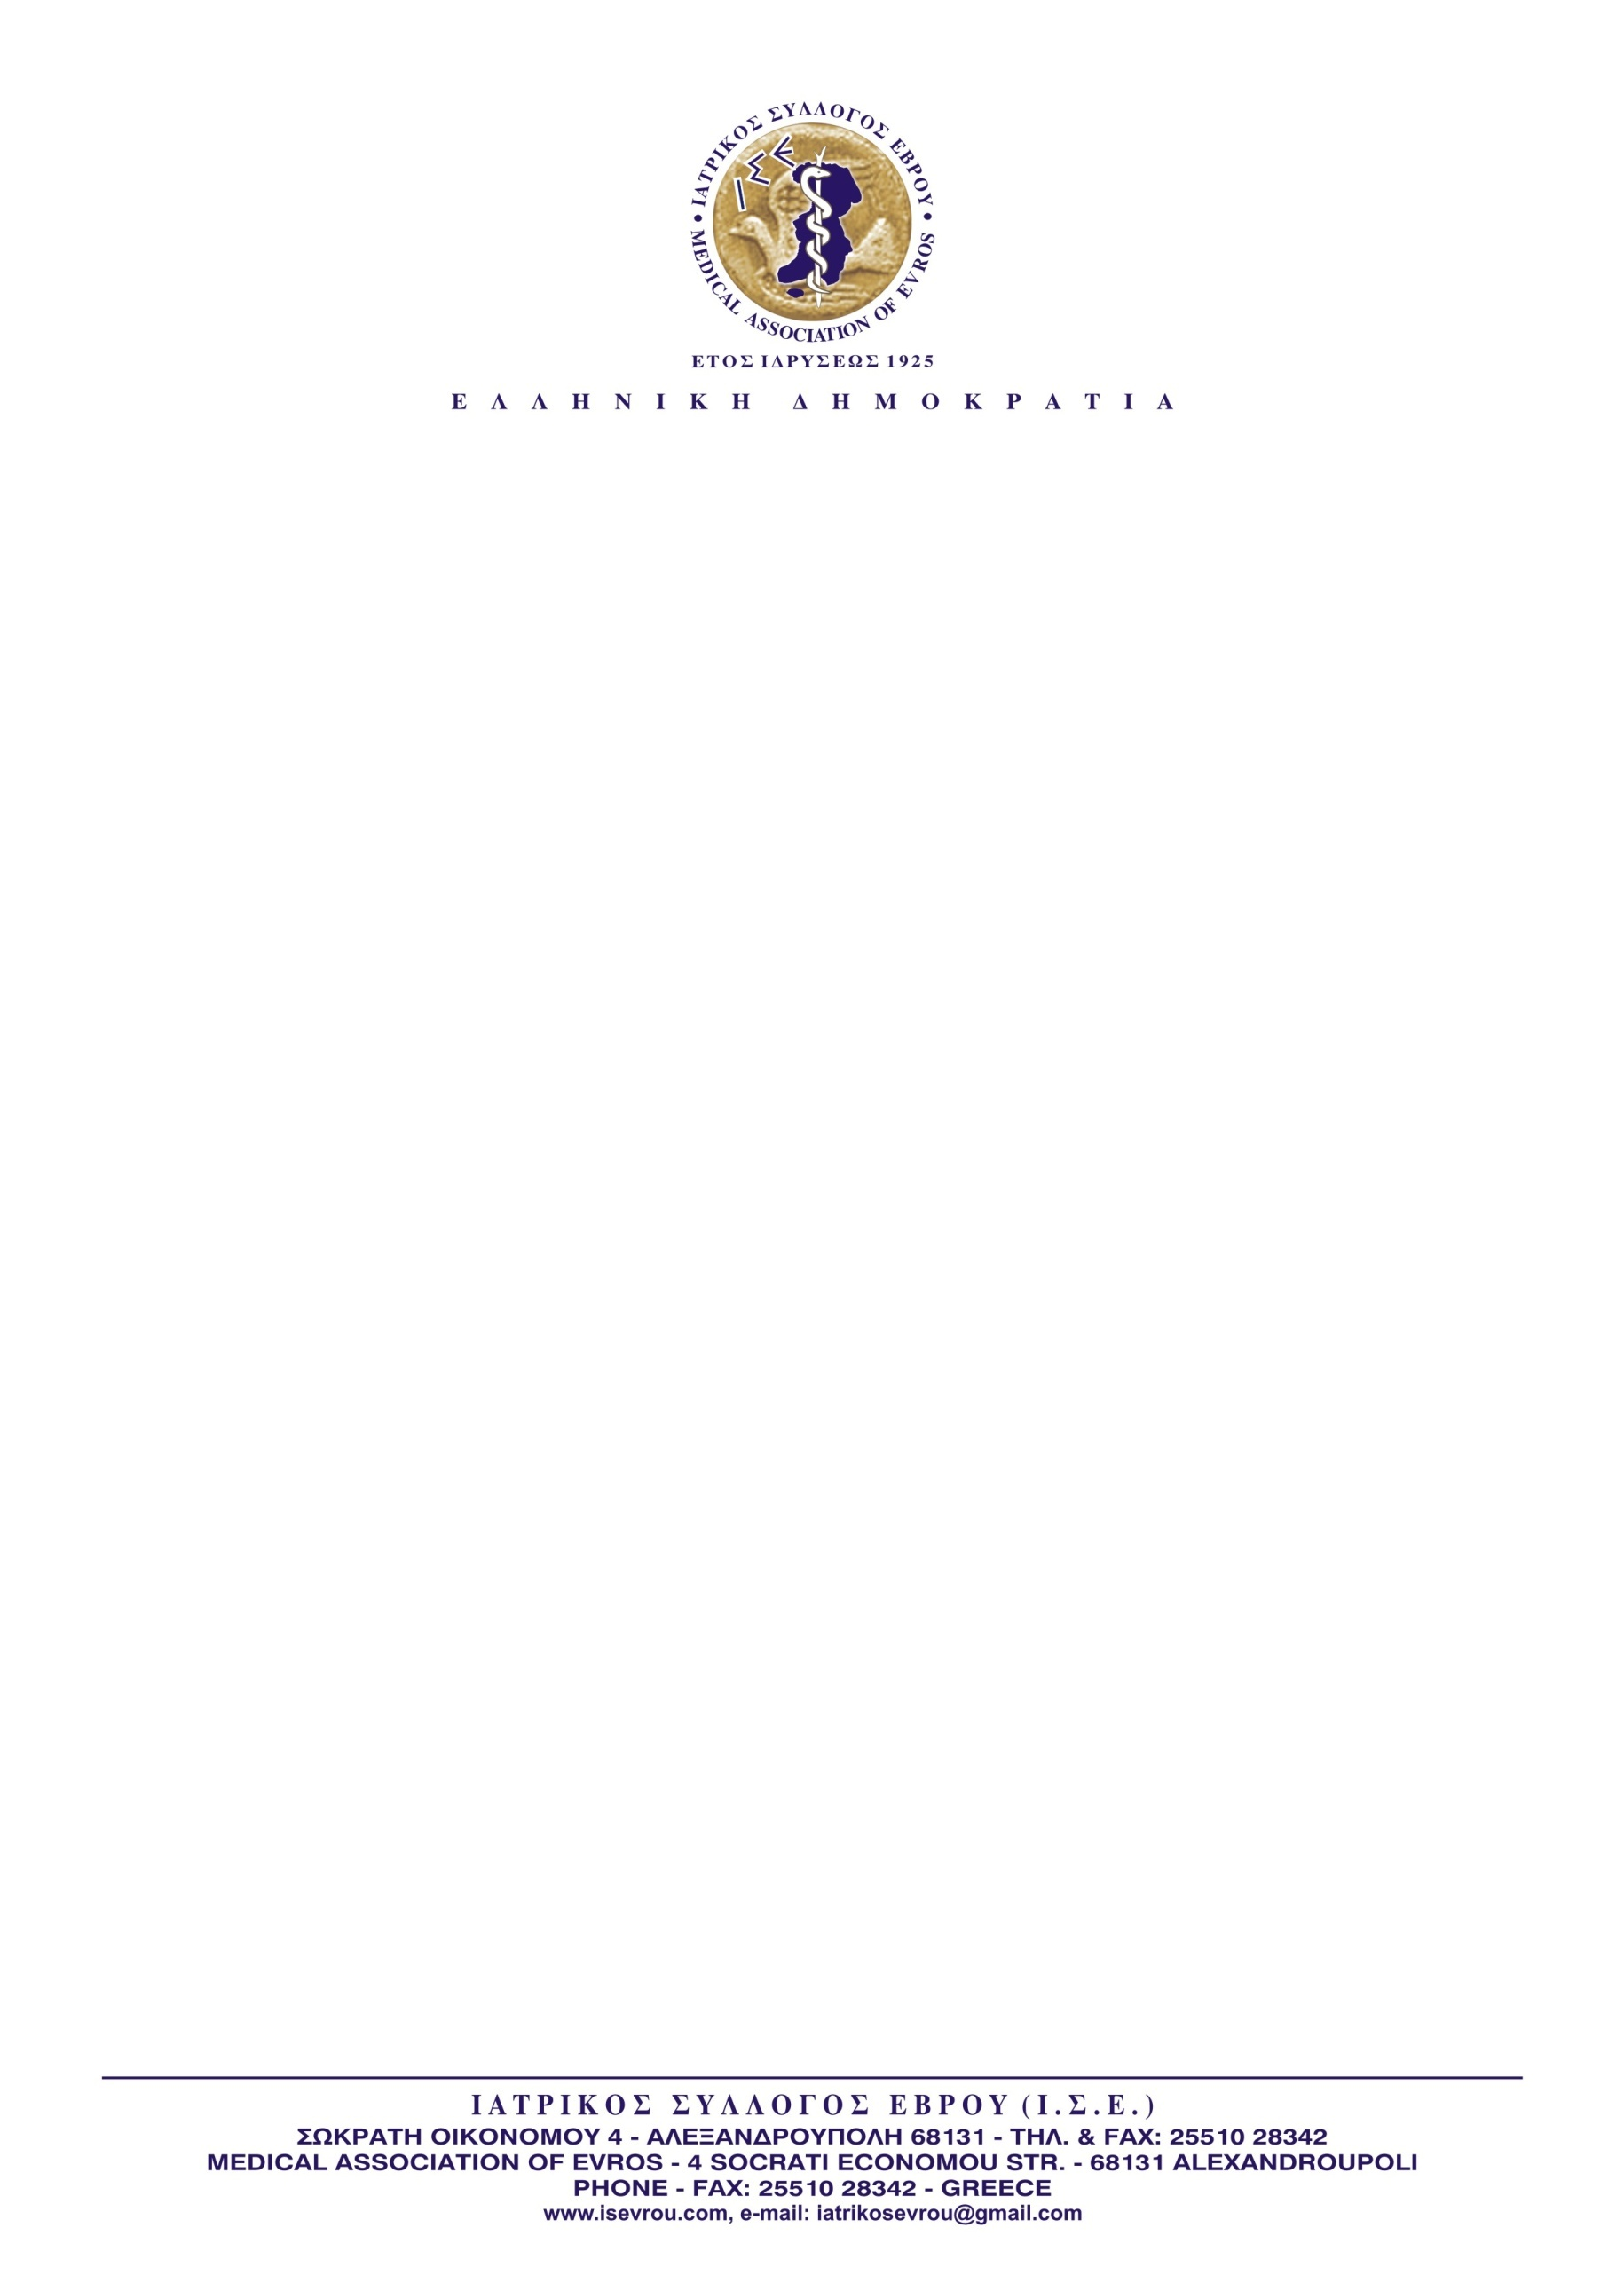 • ΙΑΤΡΙΚΟΣ ΣΥΛΛΟΓΟΣ ΕΒΡΟΥ •
ΙΣΕ
MEDICAL ASSOCIATION OF EVROS
ΕΤΟΣ ΙΔΡΥΣΕΩΣ 1925
ΕΛΛΗΝΙΚΗ ΔΗΜΟΚΡΑΤΙΑ
ΙΑΤΡΙΚΟΣ ΣΥΛΛΟΓΟΣ ΕΒΡΟΥ (Ι.Σ.Ε.)
ΣΩΚΡΑΤΗ ΟΙΚΟΝΟΜΟΥ 4 - ΑΛΕΞΑΝΔΡΟΥΠΟΛΗ 68131 - ΤΗΛ. & FAX: 25510 28342
MEDICAL ASSOCIATION OF EVROS - 4 SOCRATI ECONOMOU STR. - 68131 ALEXANDROUPOLI
PHONE - FAX: 25510 28342 - GREECE
www.isevrou.com, e-mail: iatrikosevrou@gmail.com